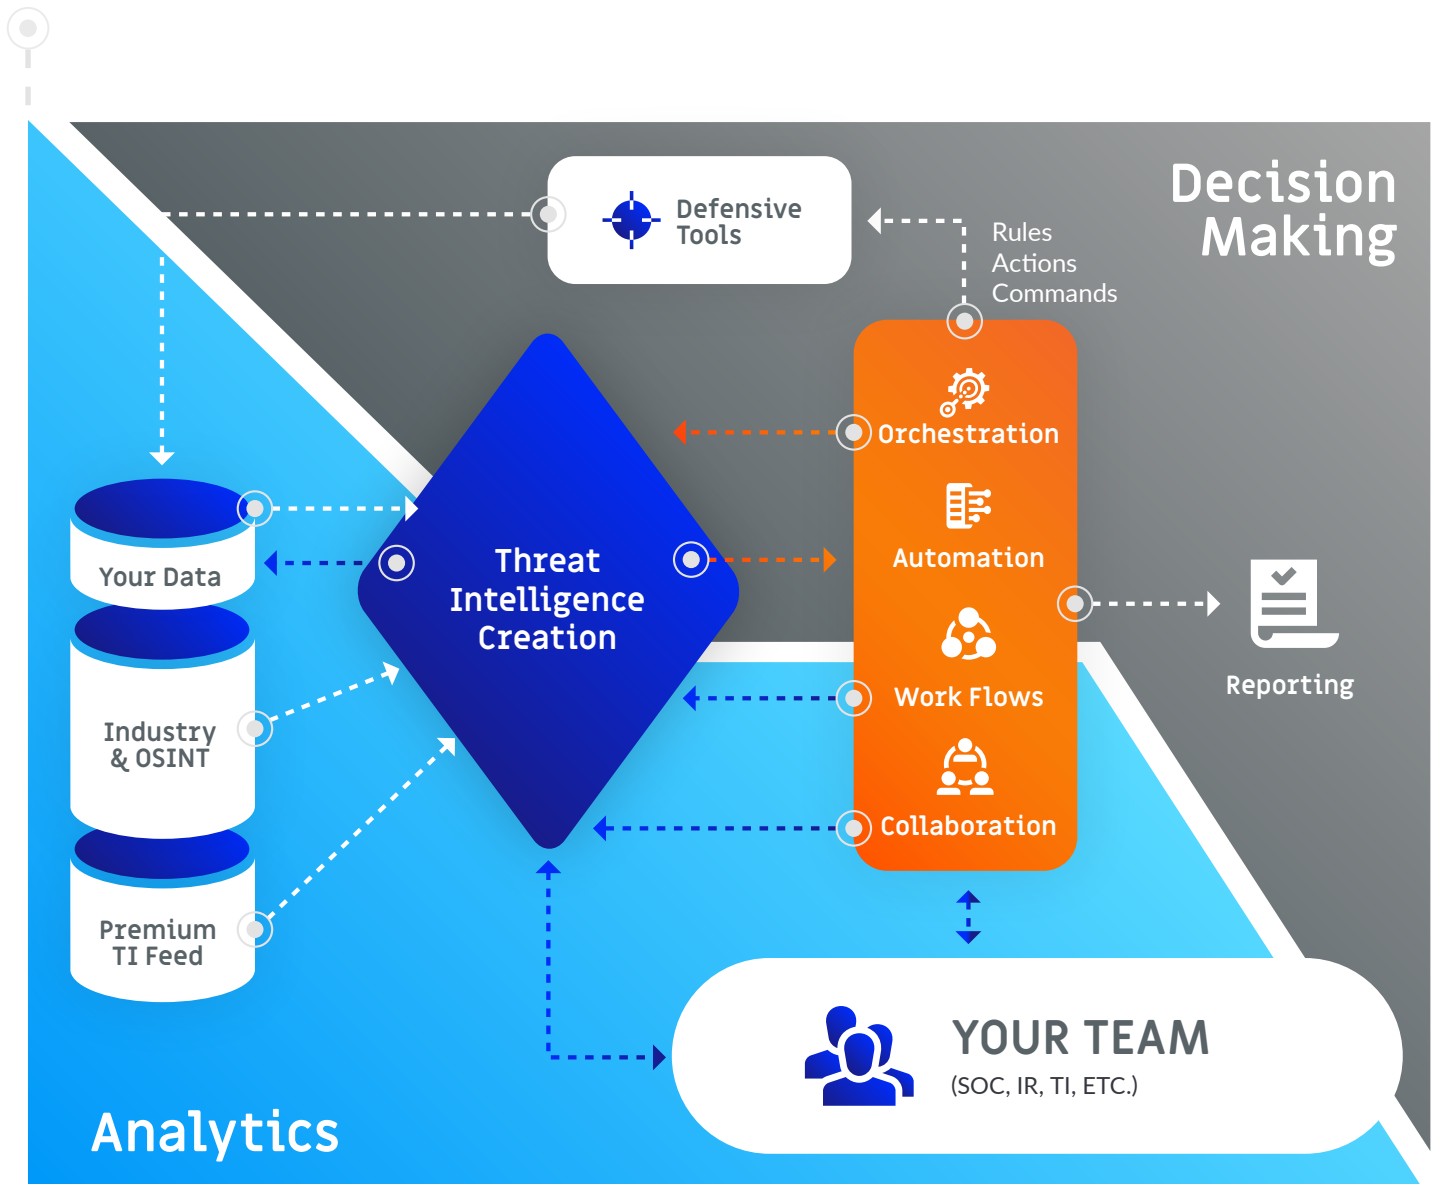 Decision
Making
Defensive
Tools
Rules
Actions
Commands
Orchestration
Automation
Work Flows
Collaboration
Threat
Intelligence
Creation
Your Data
Industry
& OSINT
Premium
TI Feed
Reporting
YOUR TEAM
(SOC, IR, TI, ETC.)
Analytics